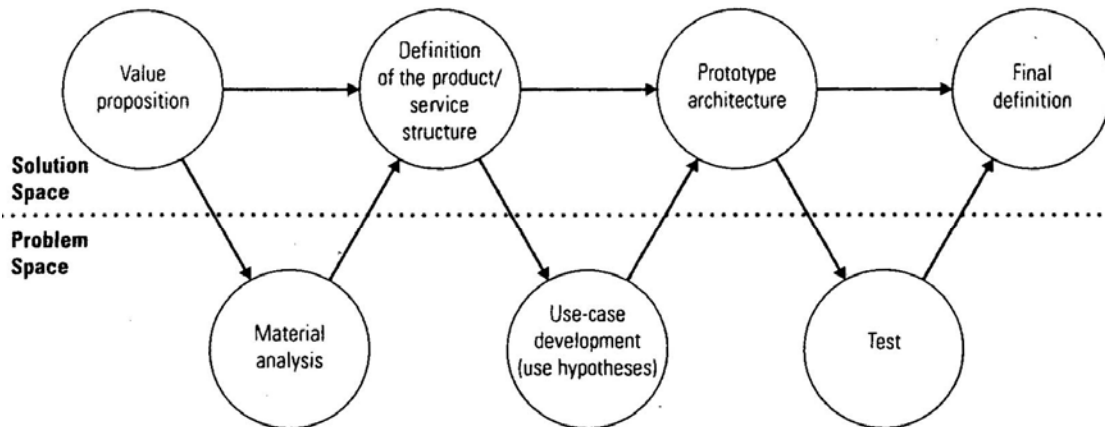 Value
proposition
Definition
of the product/
service
structure
Prototype
architecture
Final
definition
Solution
Space
Problem
Space
Material
analysis
Use-case
development
(use hypotheses)
Test